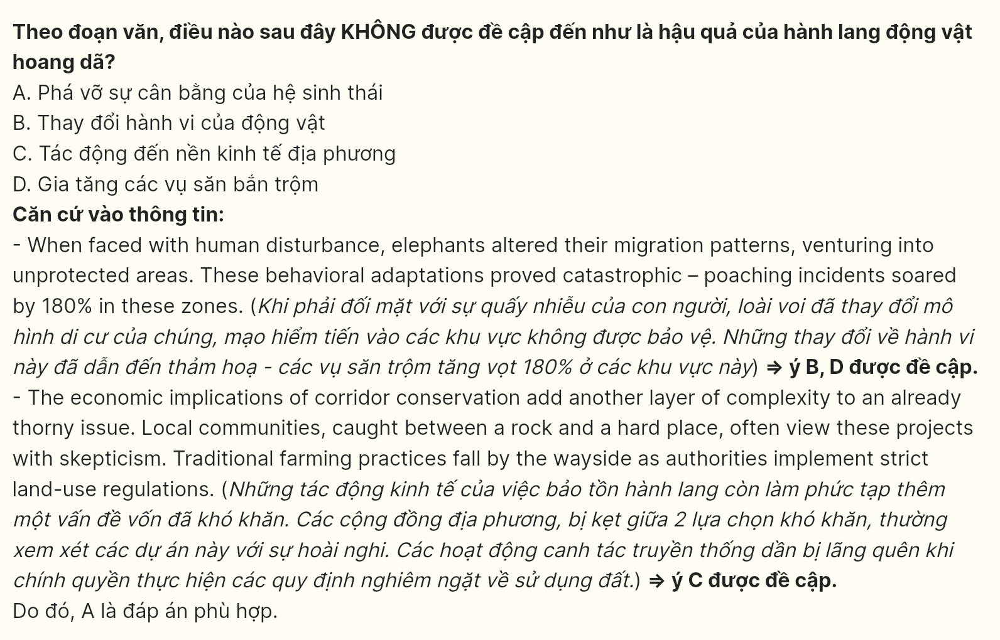 Theo đoạn văn, điều nào sau đây KHÔNG được đề cập đến như là hậu quả của hành lang động vật
hoang dã?
A. Phá vỡ sự cân bằng của hệ sinh thái
B. Thay đổi hành vi của động vật
C. Tác động đến nền kinh tế địa phương
D. Gia tăng các vụ săn bắn trộm
Căn cứ vào thông tin:
- When faced with human disturbance, elephants altered their migration patterns, venturing into
unprotected areas. These behavioral adaptations proved catastrophic – poaching incidents soared
by 180% in these zones. (Khi phải đối mặt với sự quấy nhiễu của con người, loài voi đã thay đổi mô
hình di cư của chúng, mạo hiểm tiến vào các khu vực không được bảo vệ. Những thay đổi về hành vi
này đã dẫn đến thảm hoạ - các vụ săn trộm tăng vọt 180% ở các khu vực này) => ý B, D được đề cập.
- The economic implications of corridor conservation add another layer of complexity to an already
thorny issue. Local communities, caught between a rock and a hard place, often view these projects
with skepticism. Traditional farming practices fall by the wayside as authorities implement strict
land-use regulations. (Những tác động kinh tế của việc bảo tồn hành lang còn làm phức tạp thêm
một vấn đề vốn đã khó khăn. Các cộng đồng địa phương, bị kẹt giữa 2 lựa chọn khó khăn, thường
xem xét các dự án này với sự hoài nghi. Các hoạt động canh tác truyền thống dần bị lãng quên khi
chính quyền thực hiện các quy định nghiêm ngặt về sử dụng đất.) => ý C được đề cập.
Do đó, A là đáp án phù hợp.